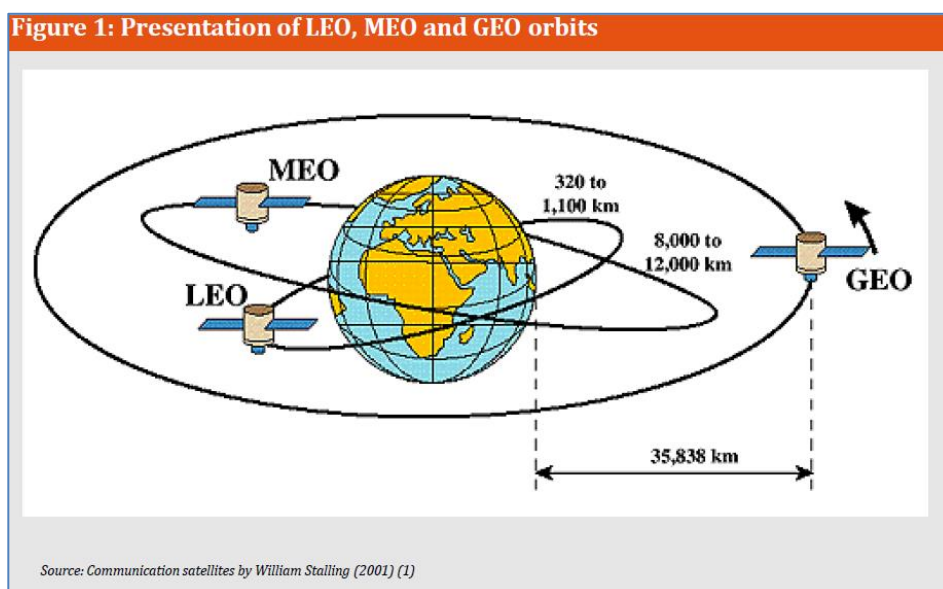 Figure 1: Presentation of LEO, MEO and GEO orbits
MEO
320 to
1,100 km
8,000 to
12,000 km
GEO
LEO
35,838 km
Source: Communication satellites by William Stalling (2001) (1)